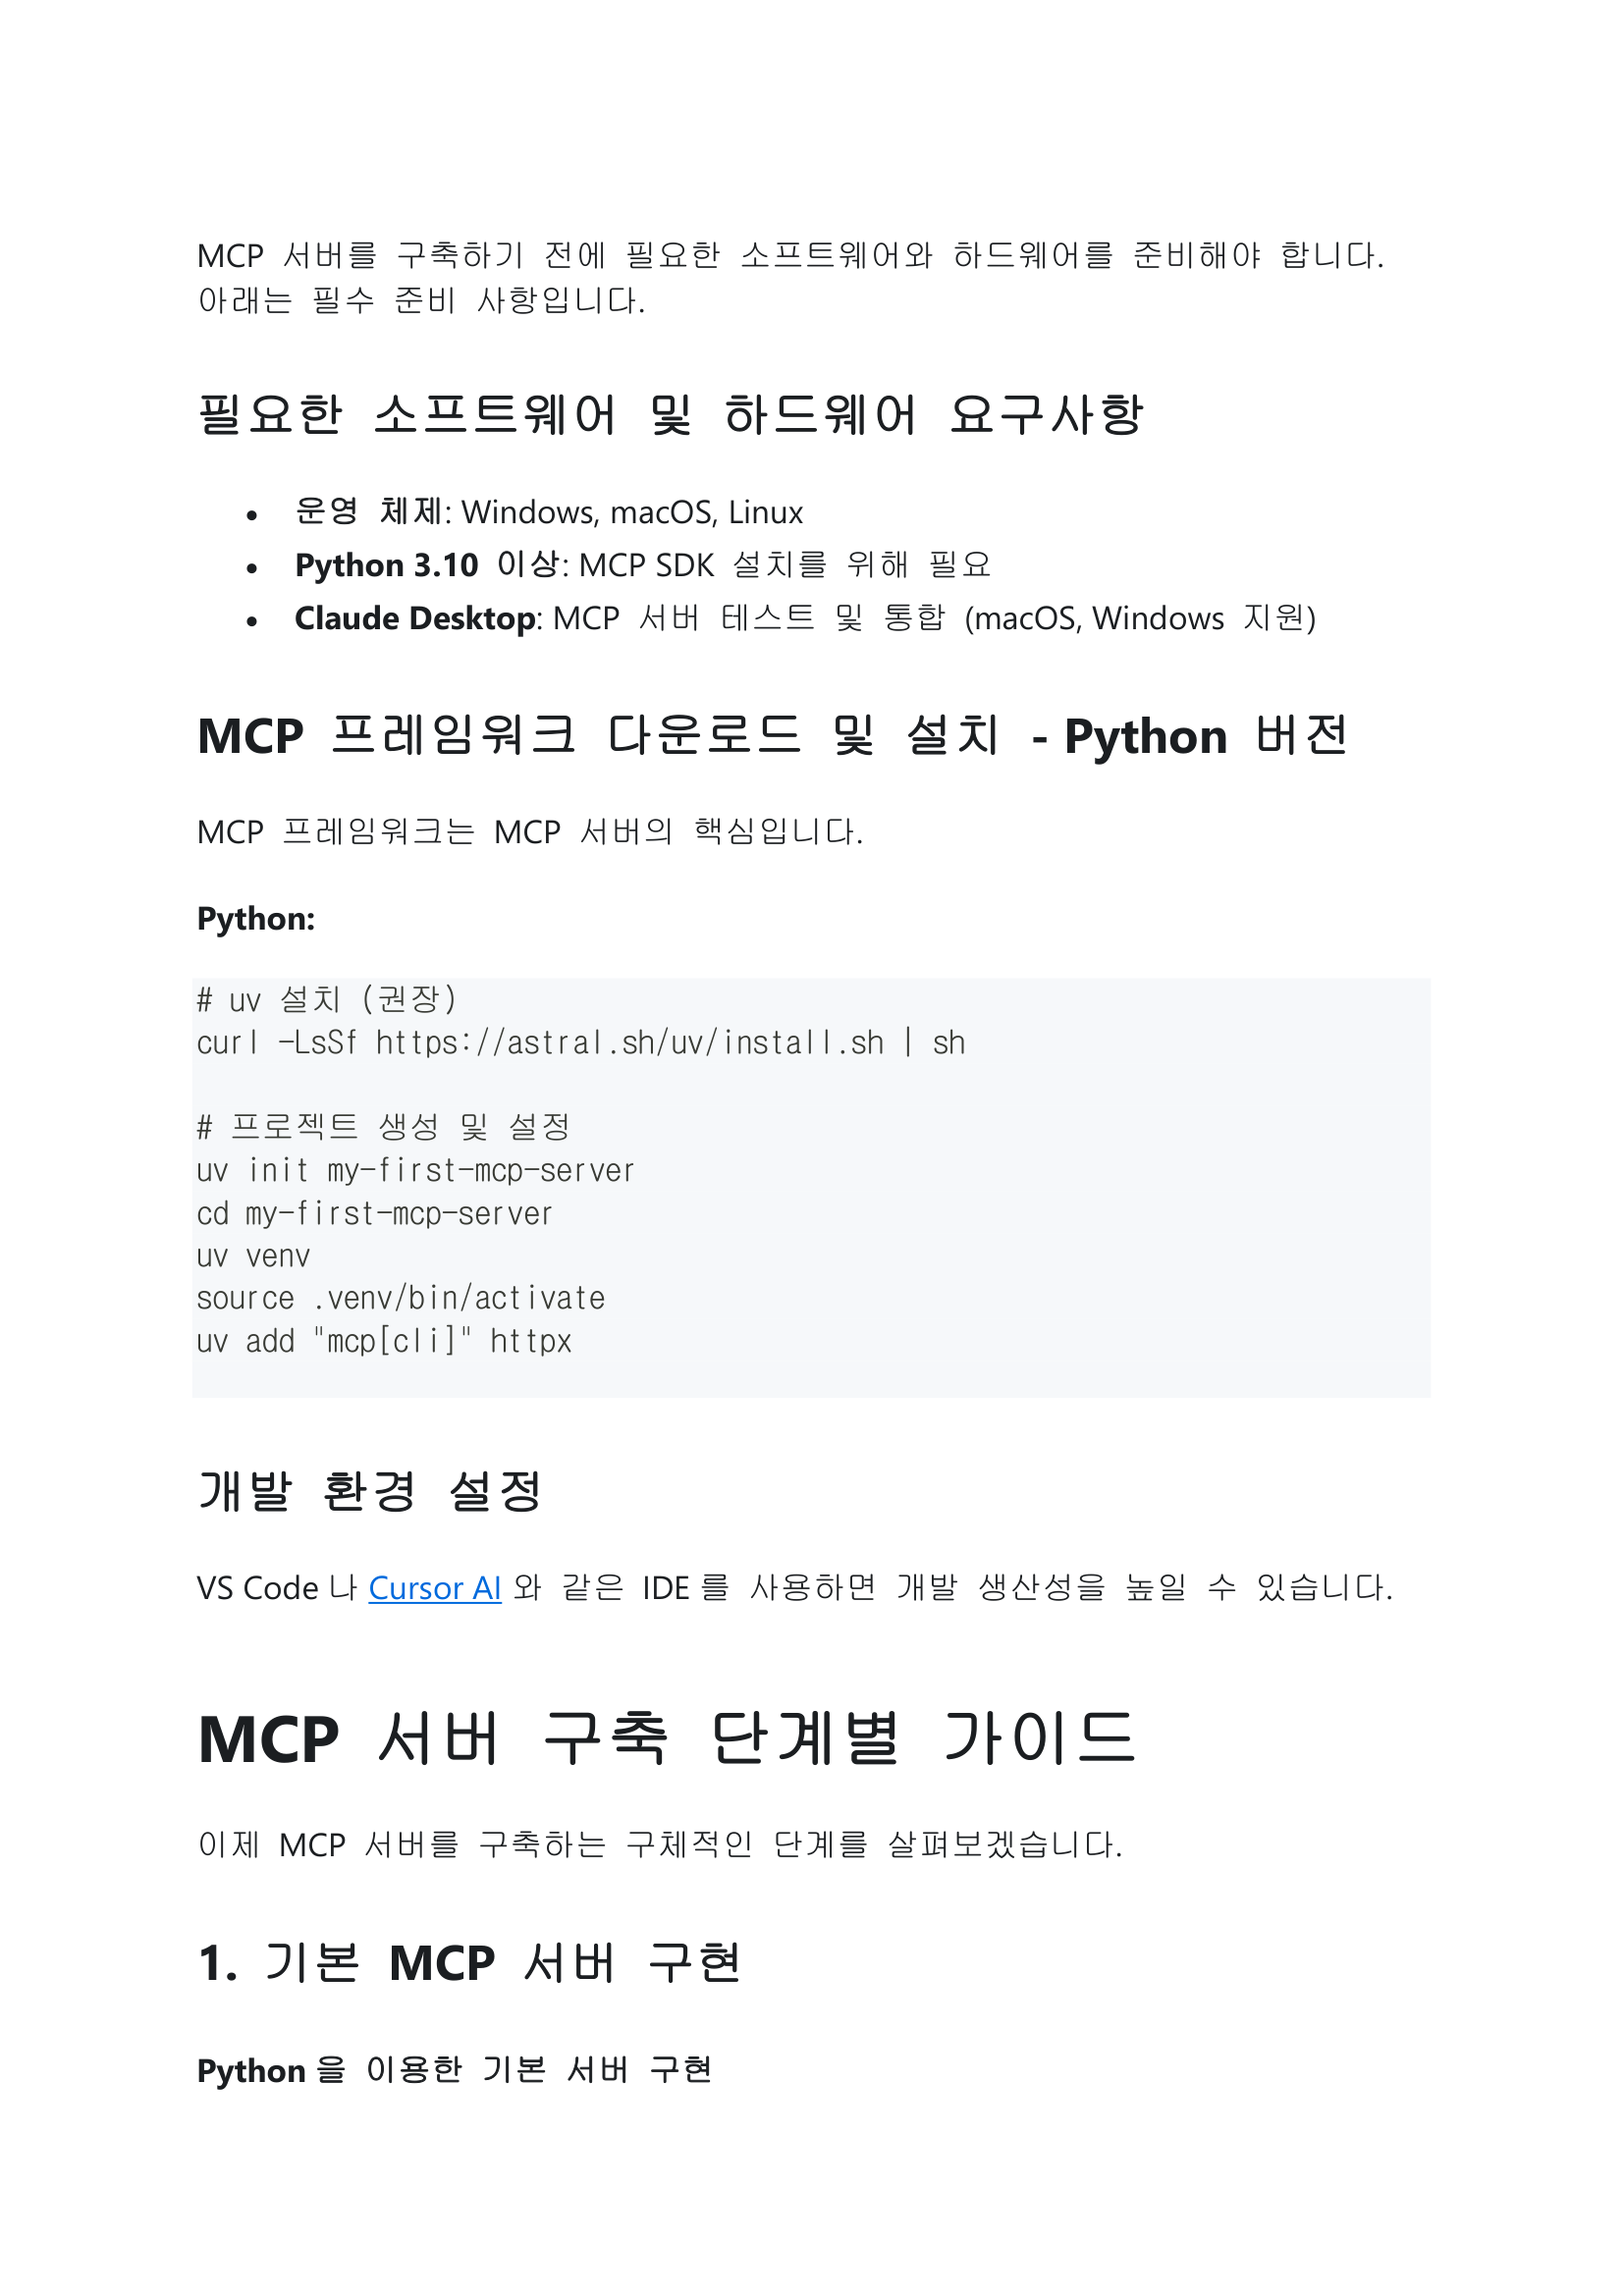 MCP 서버를 구축하기 전에 필요한 소프트웨어와 하드웨어를 준비해야 합니다.
아래는 필수 준비 사항입니다.
필요한 소프트웨어 및 하드웨어 요구사항
• 운영 체제: Windows, macOS, Linux
• Python 3.10 이상: MCP SDK 설치를 위해 필요
• Claude Desktop: MCP 서버 테스트 및 통합 (macOS, Windows 지원)
MCP 프레임워크 다운로드 및 설치 - Python 버전
MCP 프레임워크는 MCP 서버의 핵심입니다.
Python:
# uv 설치 (권장)
curl -LsSf https://astral.sh/uv/install.sh | sh
# 프로젝트 생성 및 설정
uv init my-first-mcp-server
cd my-first-mcp-server
uv venv
source .venv/bin/activate
uv add "mcp[cli]" httpx
개발 환경 설정
VS Code 나 Cursor AI 와 같은 IDE 를 사용하면 개발 생산성을 높일 수 있습니다.
MCP 서버 구축 단계별 가이드
이제 MCP 서버를 구축하는 구체적인 단계를 살펴보겠습니다.
1. 기본 MCP 서버 구현
Python 을 이용한 기본 서버 구현